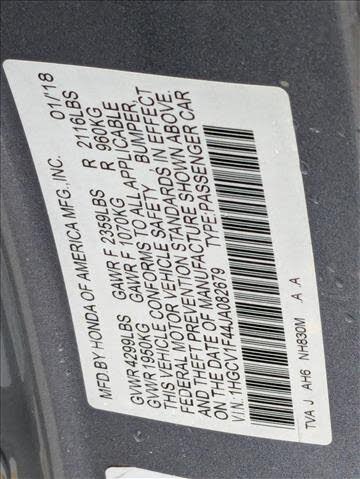 MFD BY HONDA OF AMERICA MFG., INC. 01/'18
GVWR 4299LBS GAWR F 2359LBS R 2116LBS
GVWR 1950KG GAWR F 1070KG R 960KG
THIS VEHICLE CONFORMS TO ALL APPLICABLE
FEDERAL MOTOR VEHICLE SAFETY, BUMPER,
AND THEFT PREVENTION STANDARDS IN EFFECT
ON THE DATE OF MANUFACTURE SHOWN ABOVE.
V.I.N.:1HGCV1F44JA082679 TYPE:PASSENGER CAR
TVA J AH6 NH830M A A